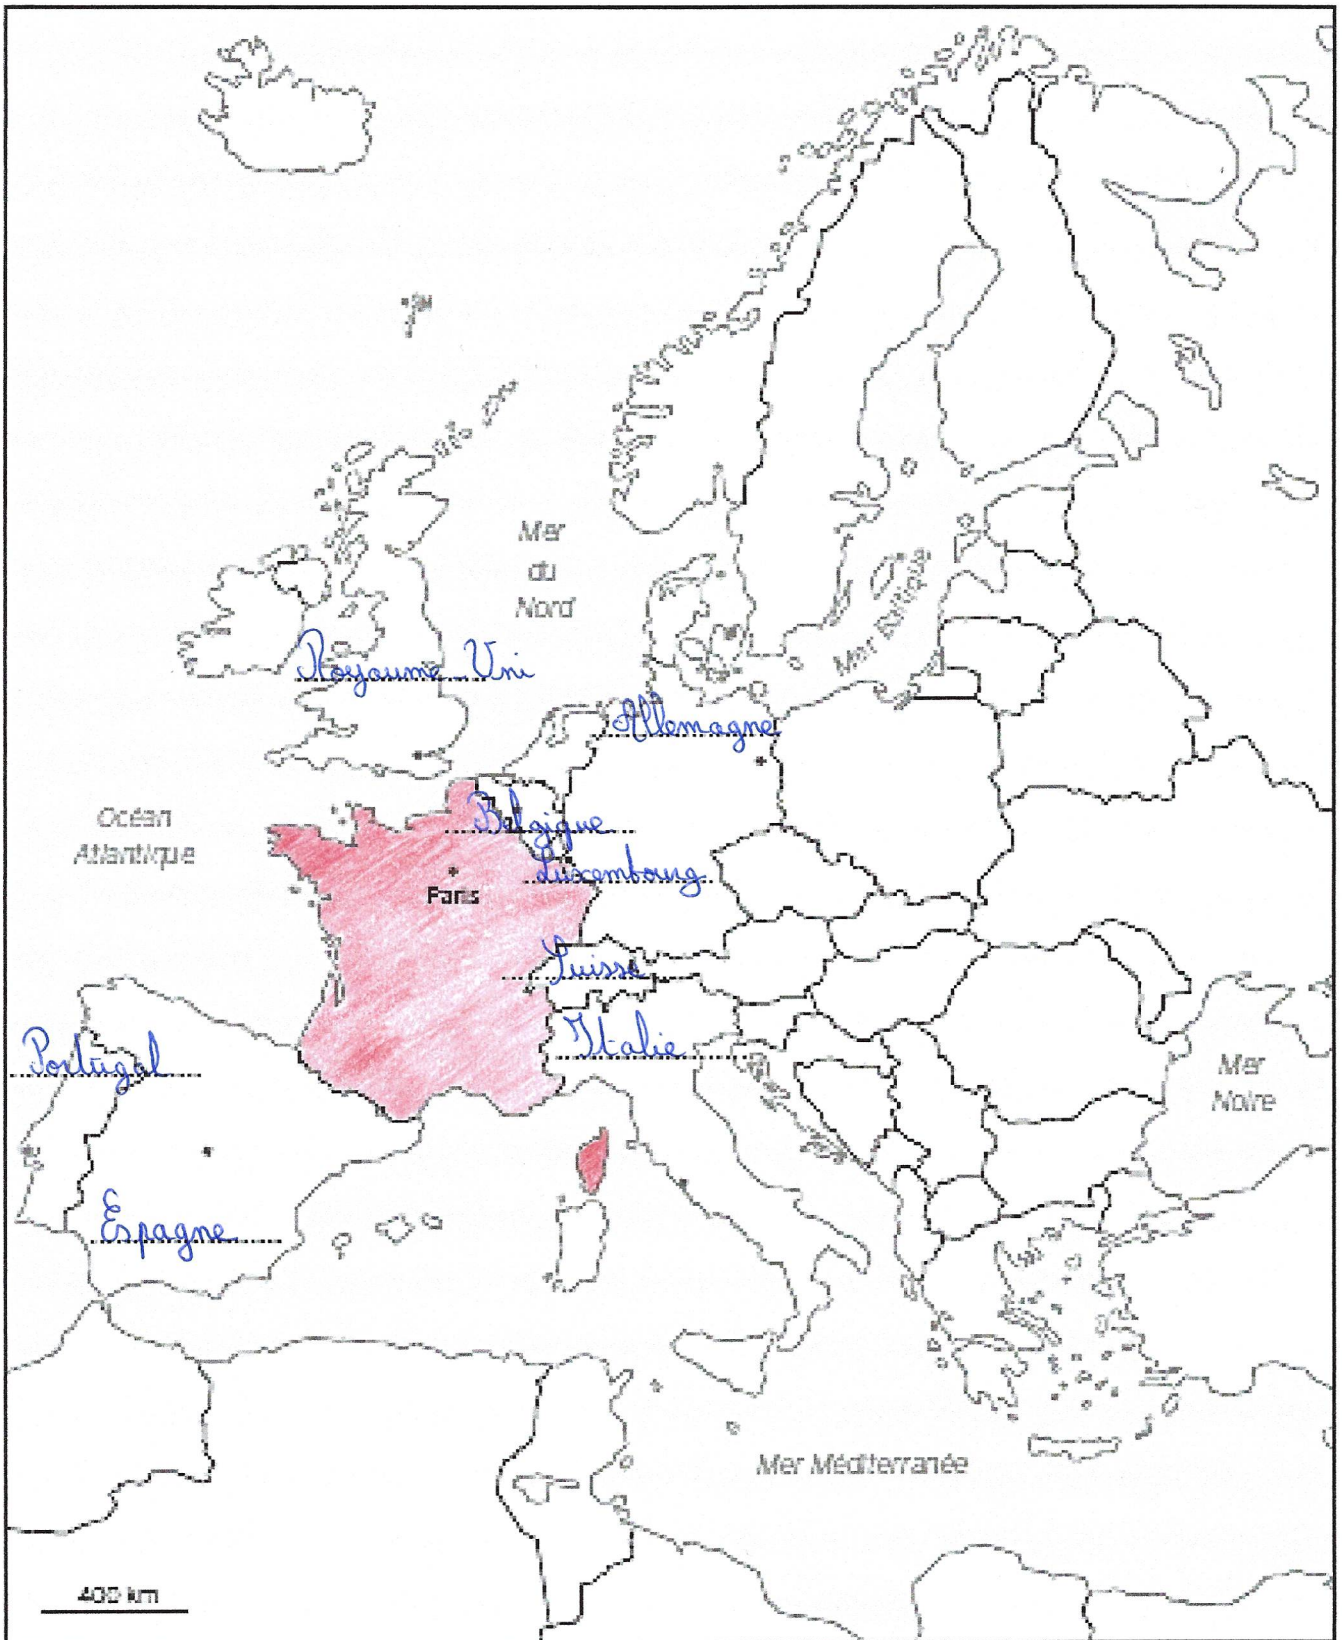 Mer
du
Nord
Mer Baltique
Royaume-Uni
Allemagne
Océan
Atlantique
Belgique
Luxembourg
Paris
Suisse
Italie
Portugal
Mer
Noire
Espagne
Mer Méditerranée
400 km